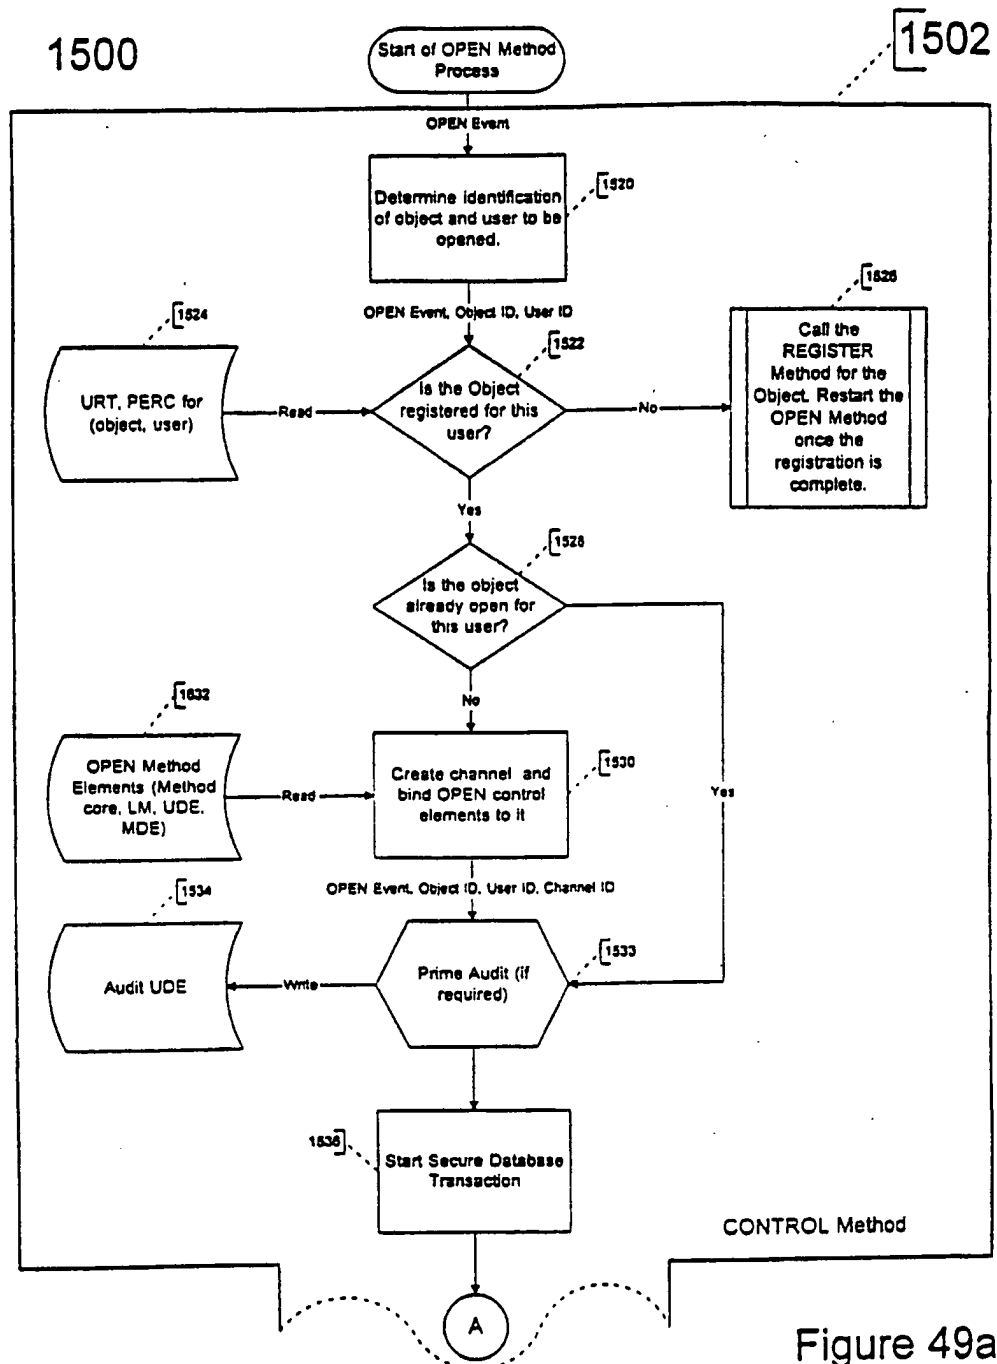 1500
1502
Start of OPEN Method
Process
OPEN Event
1520
Determine identification
of object and user to be
opened.
OPEN Event, Object ID, User ID
1524
1522
1526
URT, PERC for
(object, user)
Read
Is the Object
registered for this
user?
No
Call the
REGISTER
Method for the
Object. Restart the
OPEN Method
once the
registration is
complete.
Yes
1528
Is the object
already open for
this user?
No
Yes
1532
OPEN Method
Elements (Method
core, LM, UDE,
MDE)
Read
1530
Create channel and
bind OPEN control
elements to it
OPEN Event, Object ID, User ID, Channel ID
1534
Audit UDE
Write
1533
Prime Audit (if
required)
1536
Start Secure Database
Transaction
CONTROL Method
A
Figure 49a